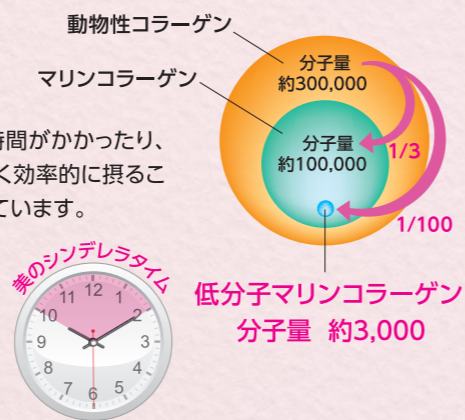 動物性コラーゲン
分子量
約300,000
マリンコラーゲン
分子量
約100,000
1/3
1/100
時間がかかったり、
く効率的に摂るこ
ています。
低分子マリンコラーゲン
分子量 約3,000
美のシンデレラタイム
12
1
2
3
4
5
6
7
8
9
10
11